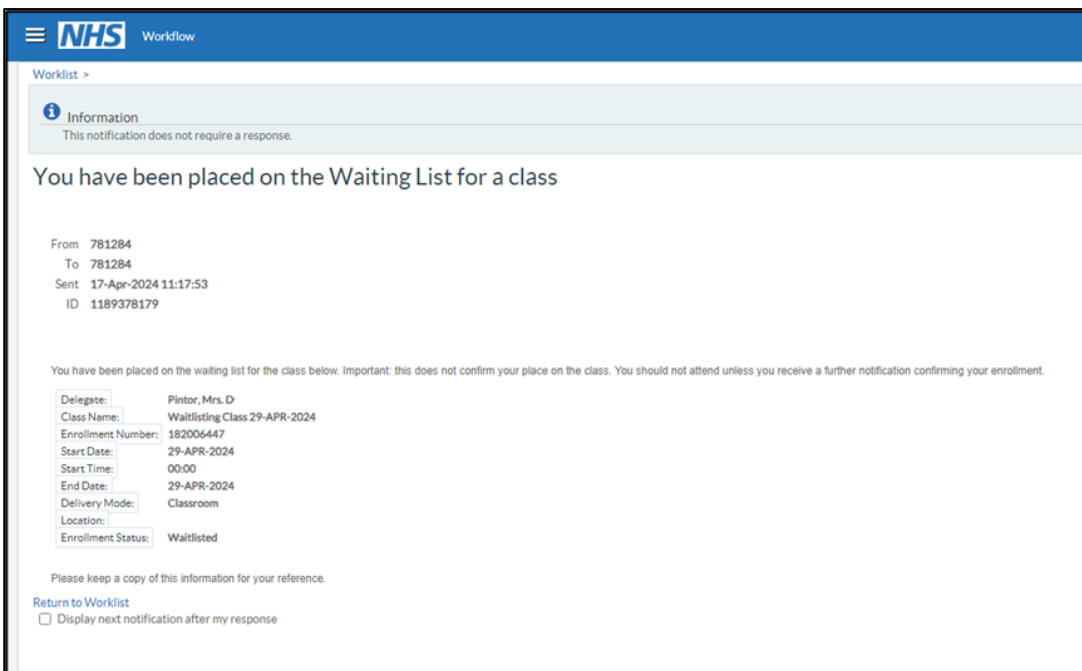 NHS Workflow
Worklist >
Information
This notification does not require a response.
You have been placed on the Waiting List for a class
From 781284
To 781284
Sent 17-Apr-2024 11:17:53
ID 1189378179
You have been placed on the waiting list for the class below. Important: this does not confirm your place on the class. You should not attend unless you receive a further notification confirming your enrollment.
Delegate: Pintor, Mrs. D
Class Name: Waitlisting Class 29-APR-2024
Enrollment Number: 182006447
Start Date: 29-APR-2024
Start Time: 00:00
End Date: 29-APR-2024
Delivery Mode: Classroom
Location:
Enrollment Status: Waitlisted
Please keep a copy of this information for your reference.
Return to Worklist
Display next notification after my response